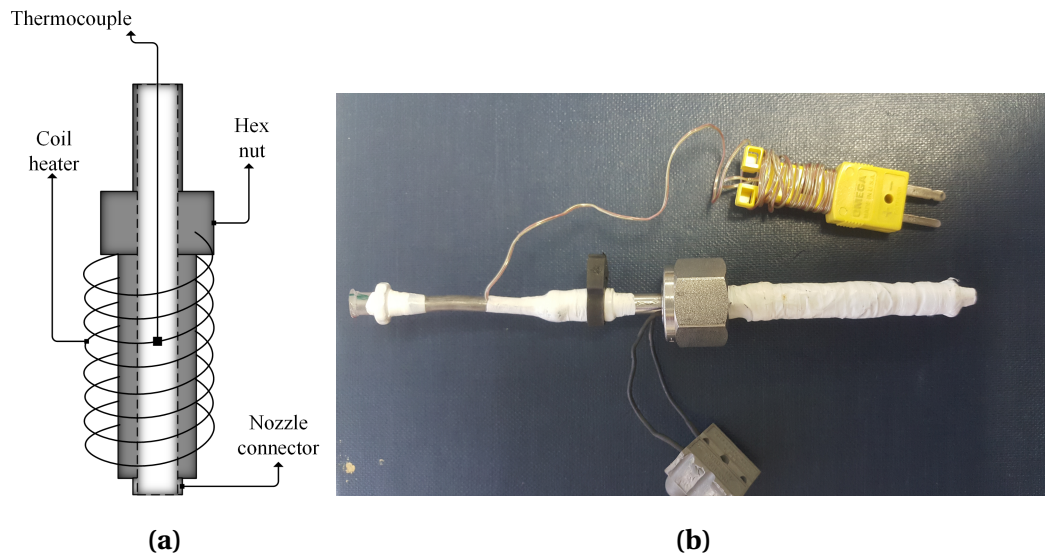 Thermocouple
Coil
heater
Hex
nut
Nozzle
connector
OMEGA
(a)
(b)